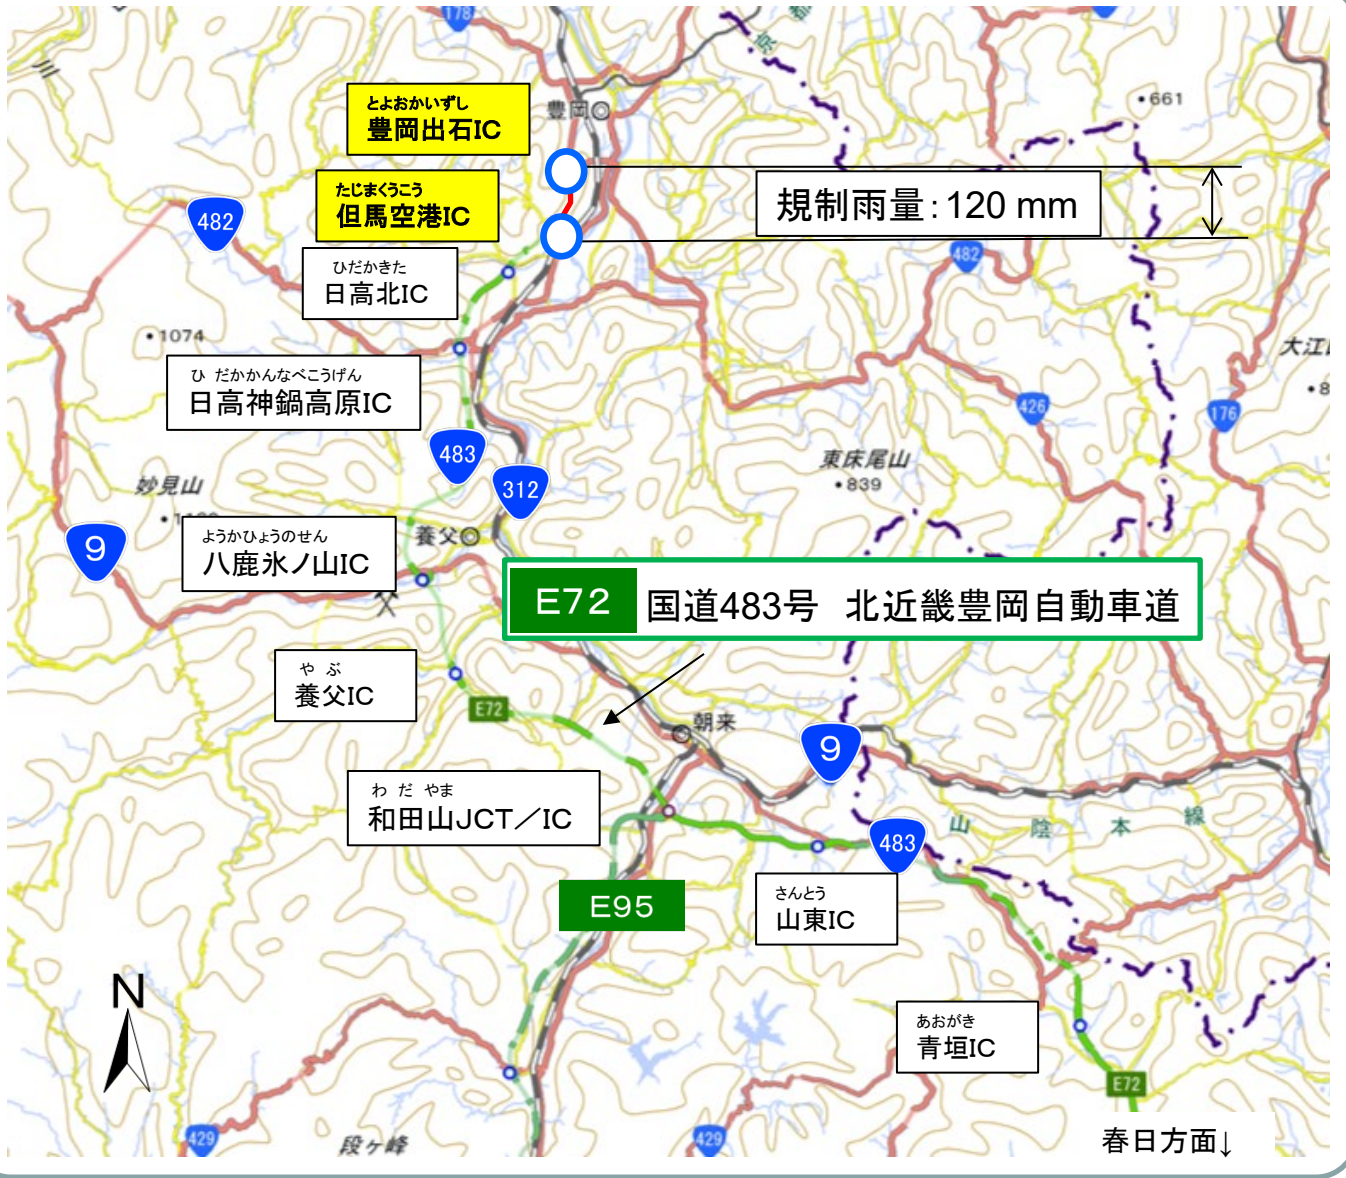 178
川
京都
661
とよおかいずし
豊岡出石IC
豊岡
たじまくうこう
但馬空港IC
規制雨量：120 mm
482
ひだかきた
日高北IC
482
1074
大江
ひ だかかんなべこうげん
日高神鍋高原IC
426
176
483
312
東床尾山
839
妙見山
9
ようかひょうのせん
八鹿氷ノ山IC
養父
E72 国道483号 北近畿豊岡自動車道
や ぶ
養父IC
E72
朝来
9
わ だ やま
和田山JCT／IC
山陰本線
483
E95
さんとう
山東IC
N
あおがき
青垣IC
E72
429
段ヶ峰
429
春日方面↓